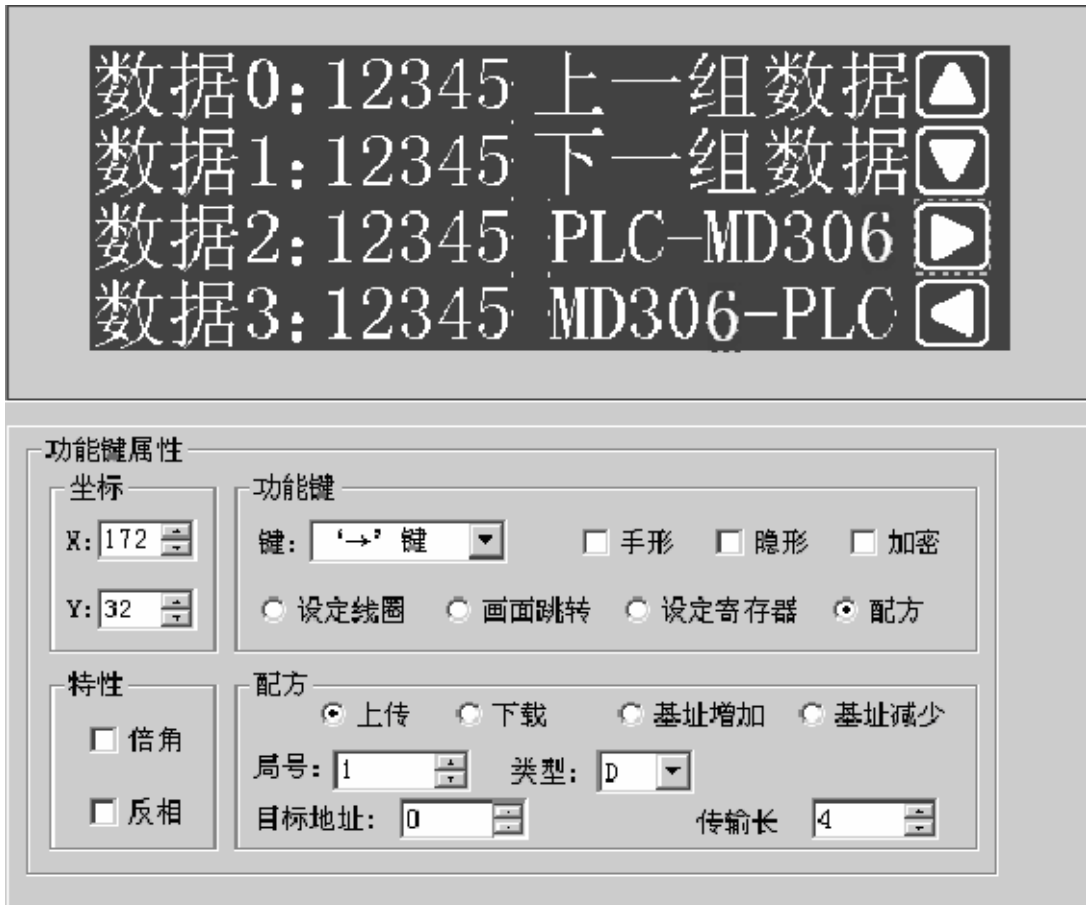 数据0:12345 上一组数据
数据1:12345 下一组数据
数据2:12345 PLC-MD306
数据3:12345 MD306-PLC
功能键属性
坐标
X: 172
Y: 32
功能键
键: '→' 键 手形 隐形 加密
设定线圈 画面跳转 设定寄存器 配方
特性
倍角
反相
配方
上传 下载 基址增加 基址减少
局号: 1 类型: D
目标地址: 0 传输长 4